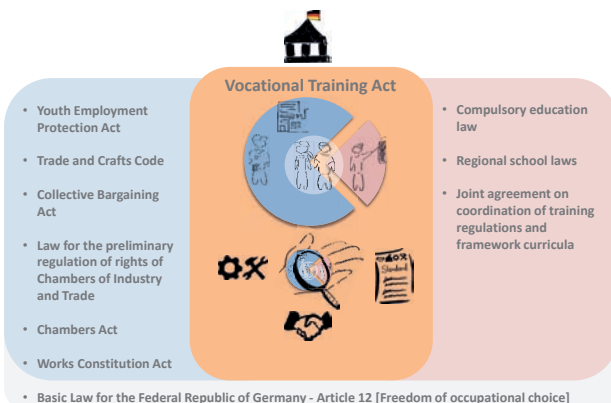 Vocational Training Act
• Youth Employment
Protection Act
• Trade and Crafts Code
• Collective Bargaining
Act
• Law for the preliminary
regulation of rights of
Chambers of Industry
and Trade
• Chambers Act
• Works Constitution Act
• Compulsory education
law
• Regional school laws
• Joint agreement on
coordination of training
regulations and
framework curricula
Standard
• Basic Law for the Federal Republic of Germany - Article 12 [Freedom of occupational choice]